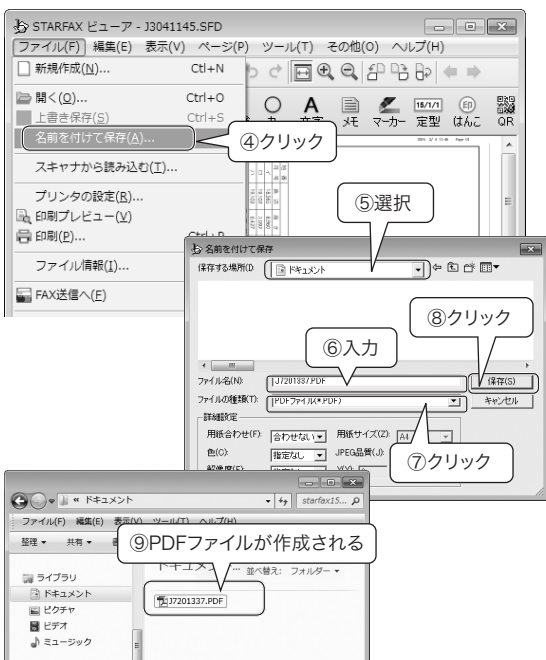 STARFAX ビューア - J3041145.SFD
ファイル(F) 編集(E) 表示(V) ページ(P) ツール(T) その他(O) ヘルプ(H)
新規作成(N)... Ctl+N
開く(O)... Ctrl+O
上書き保存(S) Ctrl+S
名前を付けて保存(A)...
④クリック
スキャナから読み込む(I)...
プリンタの設定(R)...
印刷プレビュー(V)
印刷(P)...
ファイル情報(I)...
FAX送信へ(F)
A
メモ マーカー 15/1/1 定型 印 はんこ QR
⑤選択
名前を付けて保存
保存する場所(I): ドキュメント
⑧クリック
⑥入力
ファイル名(N): J7201337.PDF 保存(S)
ファイルの種類(T): PDFファイル(*.PDF) キャンセル
詳細設定
用紙合わせ(F): 合わせない 用紙サイズ(Z): A4
色(C): 指定なし JPEG品質(J):
⑦クリック
« ドキュメント starfax15...
ファイル(F) 編集(E) 表示(V) ツール(T) ヘルプ(H)
整理 共有
⑨PDFファイルが作成される
ドキュメント 並べ替え: フォルダー
ライブラリ
ドキュメント
ピクチャ
ビデオ
ミュージック
J7201337.PDF